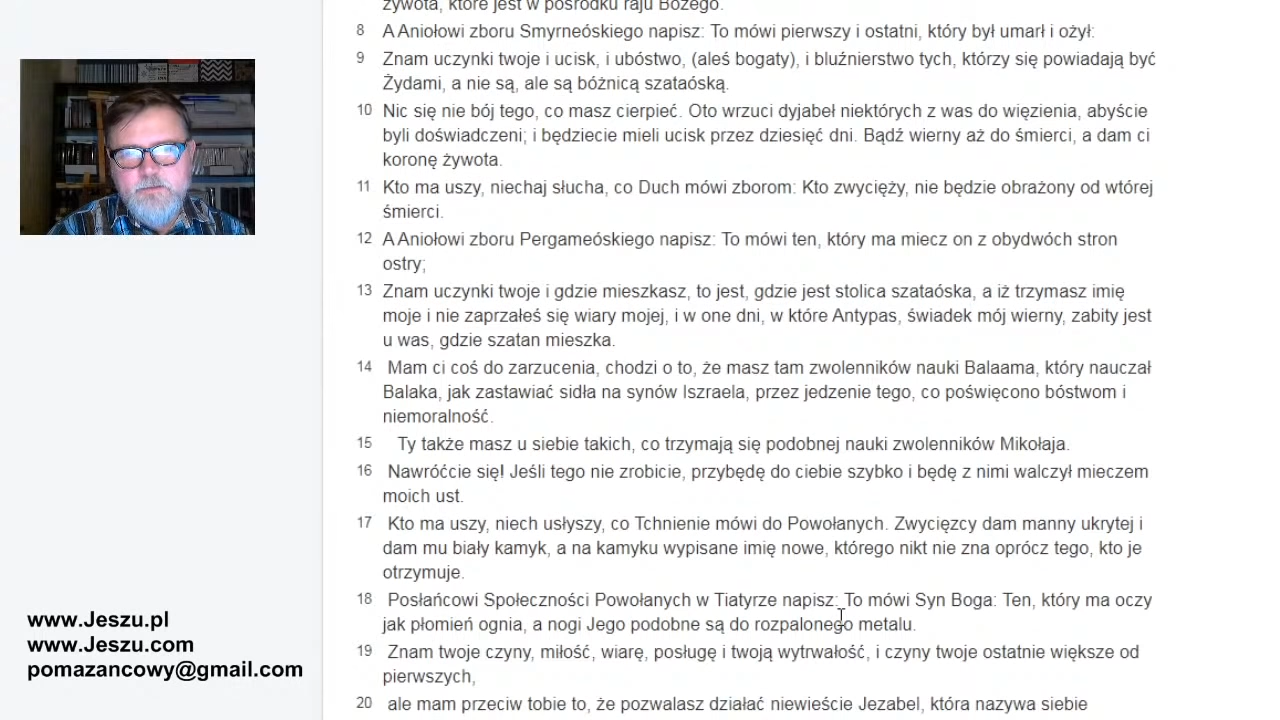 żywota, które jest w pośrodku raju Bożego.
8 A Aniołowi zboru Smyrneóskiego napisz: To mówi pierwszy i ostatni, który był umarł i ożył:
9 Znam uczynki twoje i ucisk, i ubóstwo, (aleś bogaty), i bluźnierstwo tych, którzy się powiadają być
Żydami, a nie są, ale są bóżnicą szataóską.
10 Nic się nie bój tego, co masz cierpieć. Oto wrzuci dyjabeł niektórych z was do więzienia, abyście
byli doświadczeni; i będziecie mieli ucisk przez dziesięć dni. Bądź wierny aż do śmierci, a dam ci
koronę żywota.
11 Kto ma uszy, niechaj słucha, co Duch mówi zborom: Kto zwycięży, nie będzie obrażony od wtórej
śmierci.
12 A Aniołowi zboru Pergameóskiego napisz: To mówi ten, który ma miecz on z obydwóch stron
ostry;
13 Znam uczynki twoje i gdzie mieszkasz, to jest, gdzie jest stolica szataóska, a iż trzymasz imię
moje i nie zaprzałeś się wiary mojej, i w one dni, w które Antypas, świadek mój wierny, zabity jest
u was, gdzie szatan mieszka.
14 Mam ci coś do zarzucenia, chodzi o to, że masz tam zwolenników nauki Balaama, który nauczał
Balaka, jak zastawiać sidła na synów Iszraela, przez jedzenie tego, co poświęcono bóstwom i
niemoralność.
15 Ty także masz u siebie takich, co trzymają się podobnej nauki zwolenników Mikołaja.
16 Nawróćcie się! Jeśli tego nie zrobicie, przybędę do ciebie szybko i będę z nimi walczył mieczem
moich ust.
17 Kto ma uszy, niech usłyszy, co Tchnienie mówi do Powołanych. Zwycięzcy dam manny ukrytej i
dam mu biały kamyk, a na kamyku wypisane imię nowe, którego nikt nie zna oprócz tego, kto je
otrzymuje.
18 Posłańcowi Społeczności Powołanych w Tiatyrze napisz: To mówi Syn Boga: Ten, który ma oczy
jak płomień ognia, a nogi Jego podobne są do rozpalonego metalu.
19 Znam twoje czyny, miłość, wiarę, posługę i twoją wytrwałość, i czyny twoje ostatnie większe od
pierwszych,
20 ale mam przeciw tobie to, że pozwalasz działać niewieście Jezabel, która nazywa siebie
www.Jeszu.pl
www.Jeszu.com
pomazancowy@gmail.com